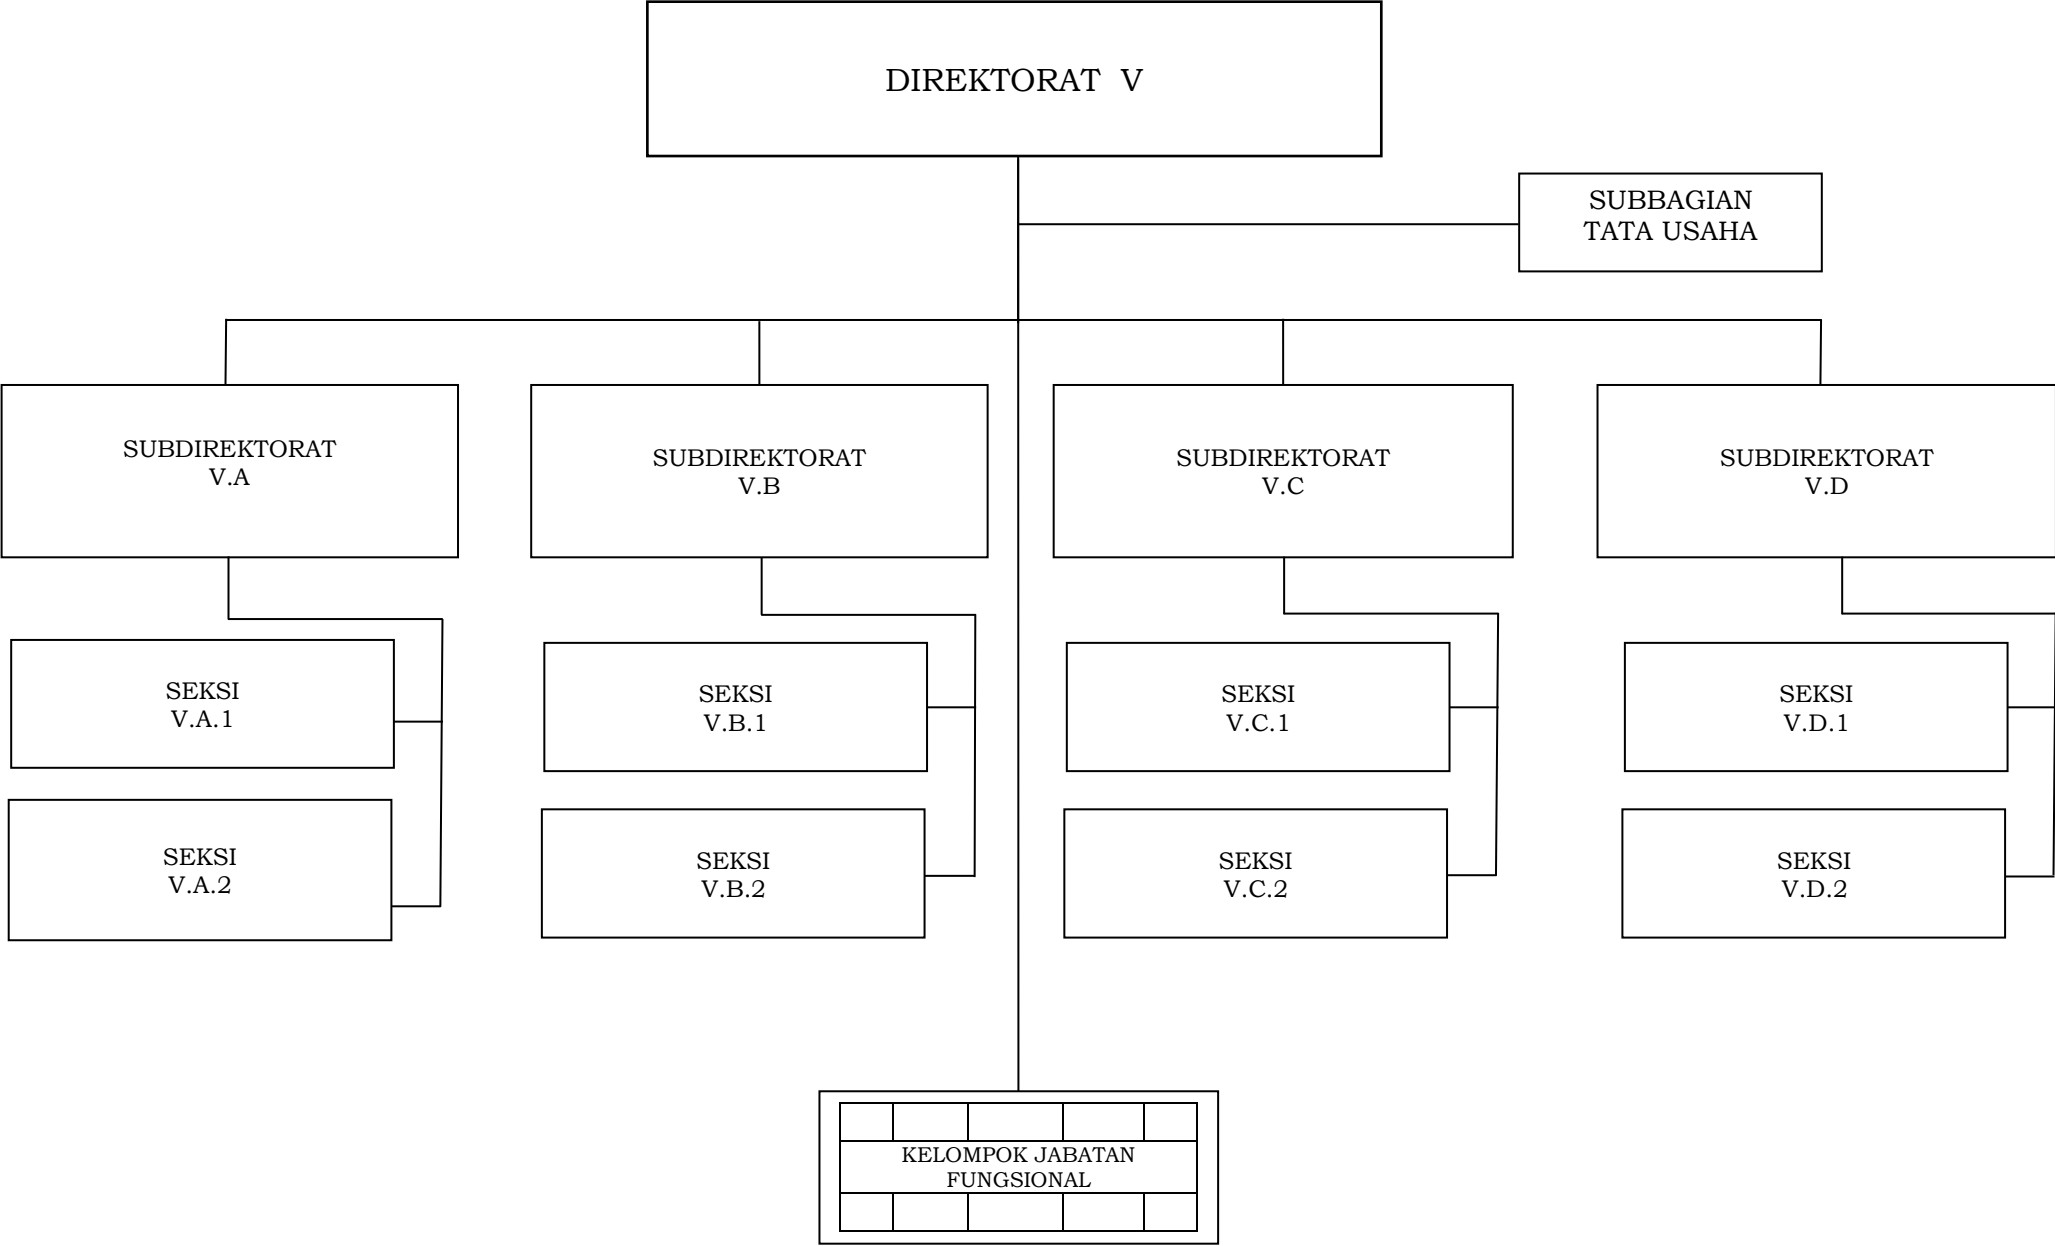 DIREKTORAT V
SUBBAGIAN
TATA USAHA
SUBDIREKTORAT
V.A
SUBDIREKTORAT
V.B
SUBDIREKTORAT
V.C
SUBDIREKTORAT
V.D
SEKSI
V.A.1
SEKSI
V.B.1
SEKSI
V.C.1
SEKSI
V.D.1
SEKSI
V.A.2
SEKSI
V.B.2
SEKSI
V.C.2
SEKSI
V.D.2
KELOMPOK JABATAN
FUNGSIONAL